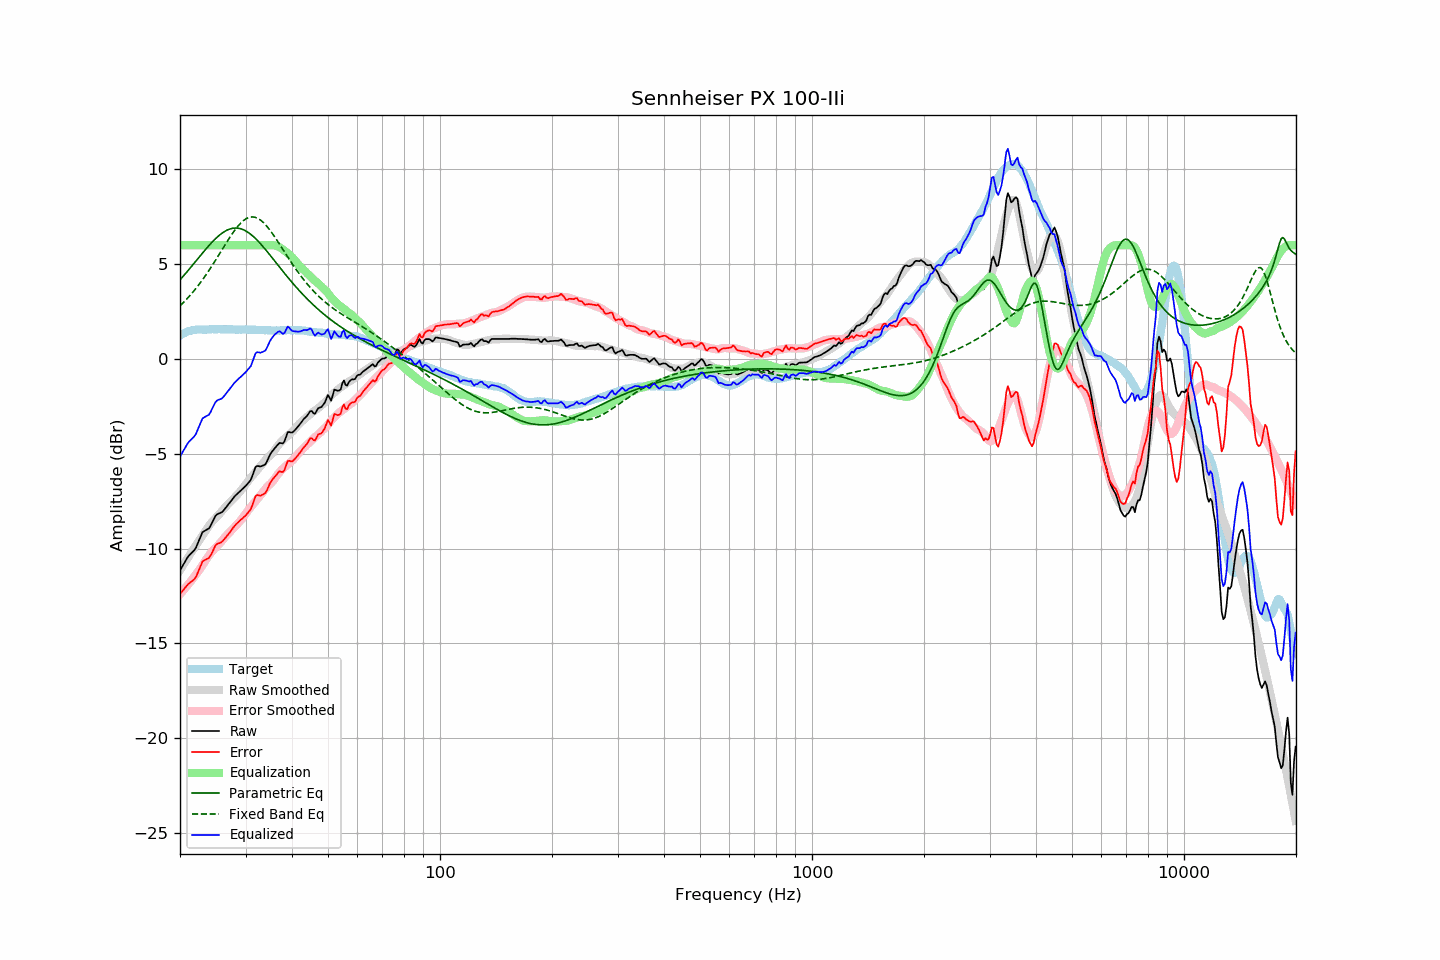 Sennheiser PX 100-IIi
Amplitude (dBr)
10
5
0
−5
−10
−15
−20
−25
Target
Raw Smoothed
Error Smoothed
Raw
Error
Equalization
Parametric Eq
Fixed Band Eq
Equalized
100
1000
10000
Frequency (Hz)